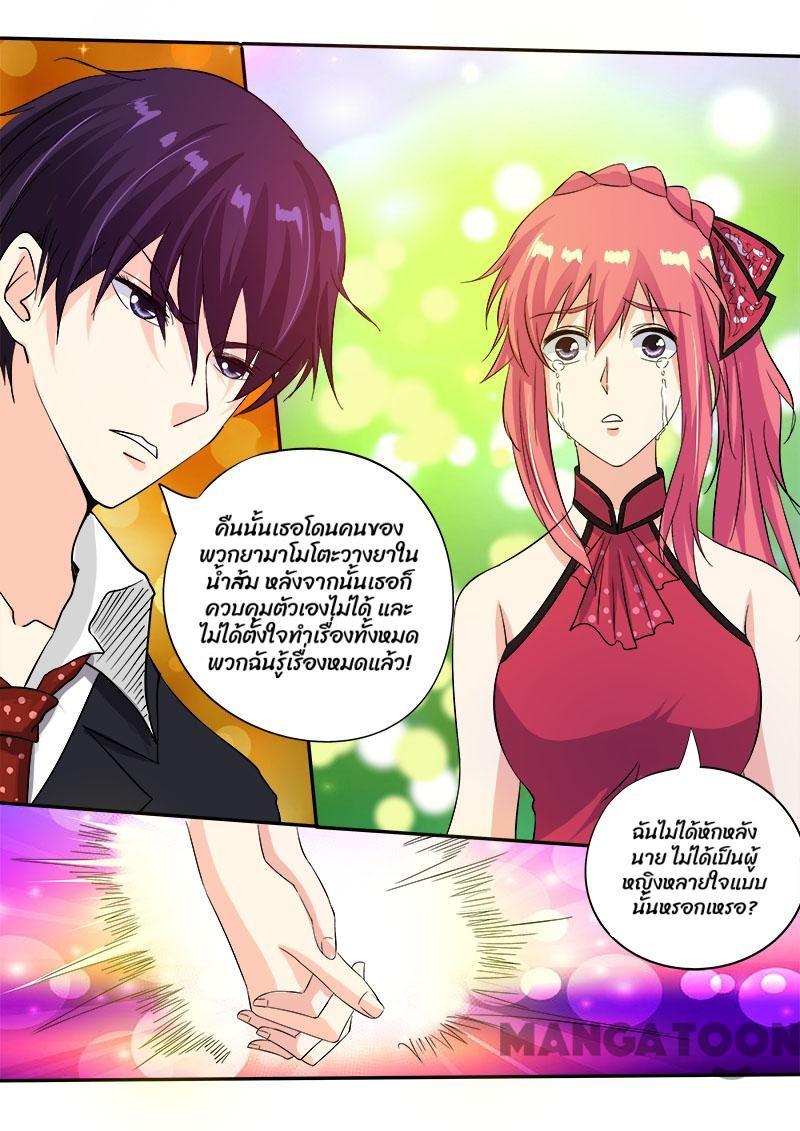 คืนนั้นเธอโดนคนของ
พวกยามาโมโตะวางยาใน
น้ำส้ม หลังจากนั้นเธอก็
ควบคุมตัวเองไม่ได้ และ
ไม่ได้ตั้งใจทำเรื่องทั้งหมด
พวกฉันรู้เรื่องหมดแล้ว!
ฉันไม่ได้หักหลัง
นาย ไม่ได้เป็นผู้
หญิงหลายใจแบบ
นั้นหรอกเหรอ?
MANGATOON